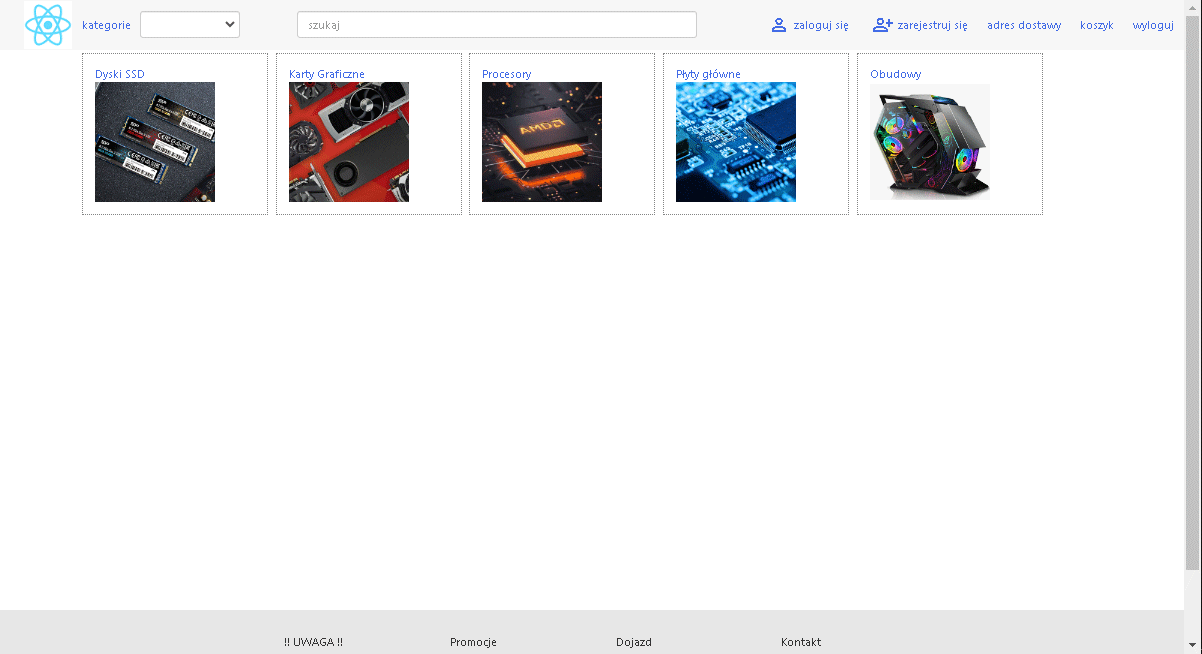 kategorie
szukaj
zaloguj się
zarejestruj się
adres dostawy
koszyk
wyloguj
Dyski SSD
Karty Graficzne
Procesory
Płyty główne
Obudowy
AMD
!! UWAGA !!
Promocje
Dojazd
Kontakt